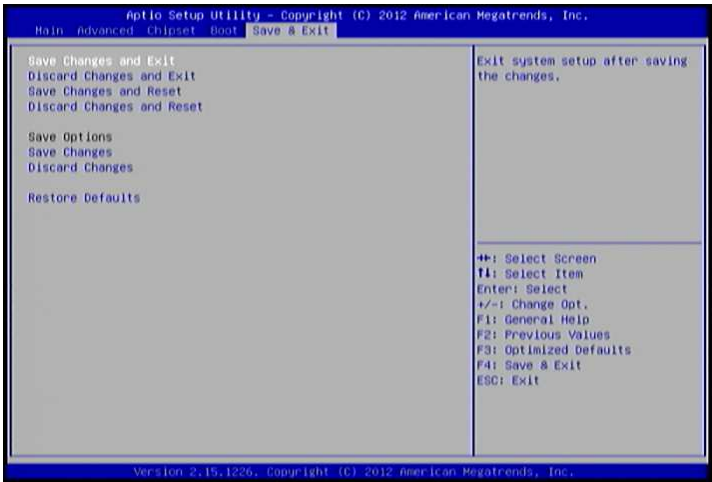 Aptio Setup Utility - Copyright (C) 2012 American Megatrends, Inc.
Main Advanced Chipset Boot Save & Exit
Save Changes and Exit
Discard Changes and Exit
Save Changes and Reset
Discard Changes and Reset
Save Options
Save Changes
Discard Changes
Restore Defaults
Exit system setup after saving
the changes.
→←: Select Screen
↑↓: Select Item
Enter: Select
+/-: Change Opt.
F1: General Help
F2: Previous Values
F3: Optimized Defaults
F4: Save & Exit
ESC: Exit
Version 2.15.1226. Copyright (C) 2012 American Megatrends, Inc.